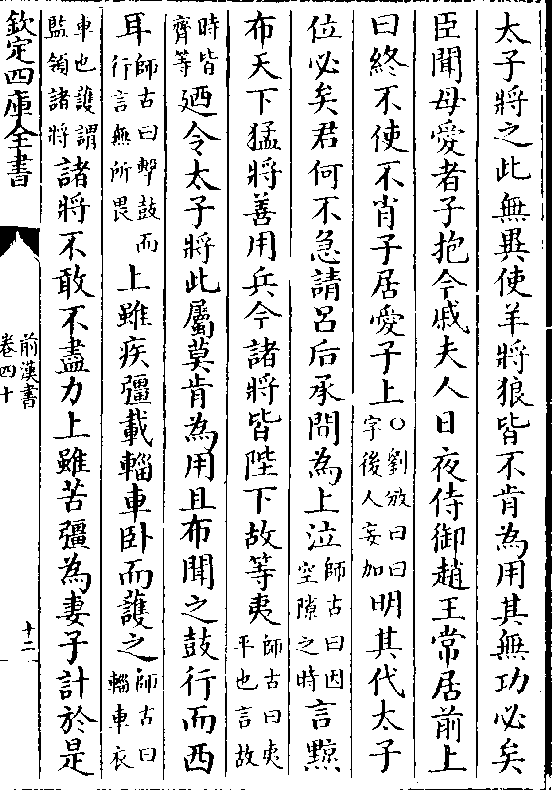 太子將之此無異使羊將狼皆不肯為用其無功必矣
臣聞母愛者子抱今戚夫人日夜侍御趙王常居前上
曰終不使不肖子居愛子上○劉攽曰曰字後人妄加明其代太子
位必矣君何不急請呂后承間為上泣師古曰因空隙之時言黥
布天下猛將善用兵今諸將皆陛下故等夷師古曰夷平也言故
時皆齊等廼令太子將此屬莫肯為用且布聞之鼓行而西
耳師古曰擊鼓而行言無所畏上雖疾彊載輜車卧而護之師古曰輜車衣
車也護謂監領諸將諸將不敢不盡力上雖苦彊為妻子計於是
欽定四庫全書
前漢書
卷四十
十二